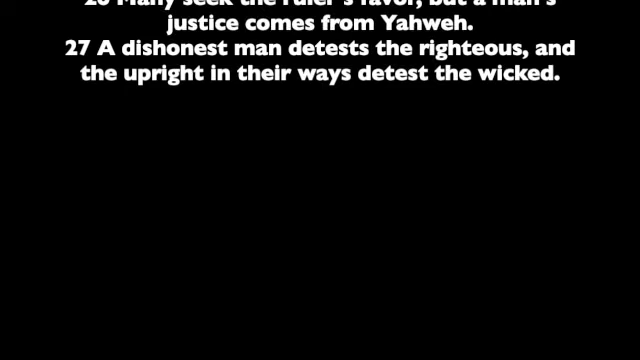 26 Many seek the ruler's favor, but a man's
justice comes from Yahweh.
27 A dishonest man detests the righteous, and
the upright in their ways detest the wicked.